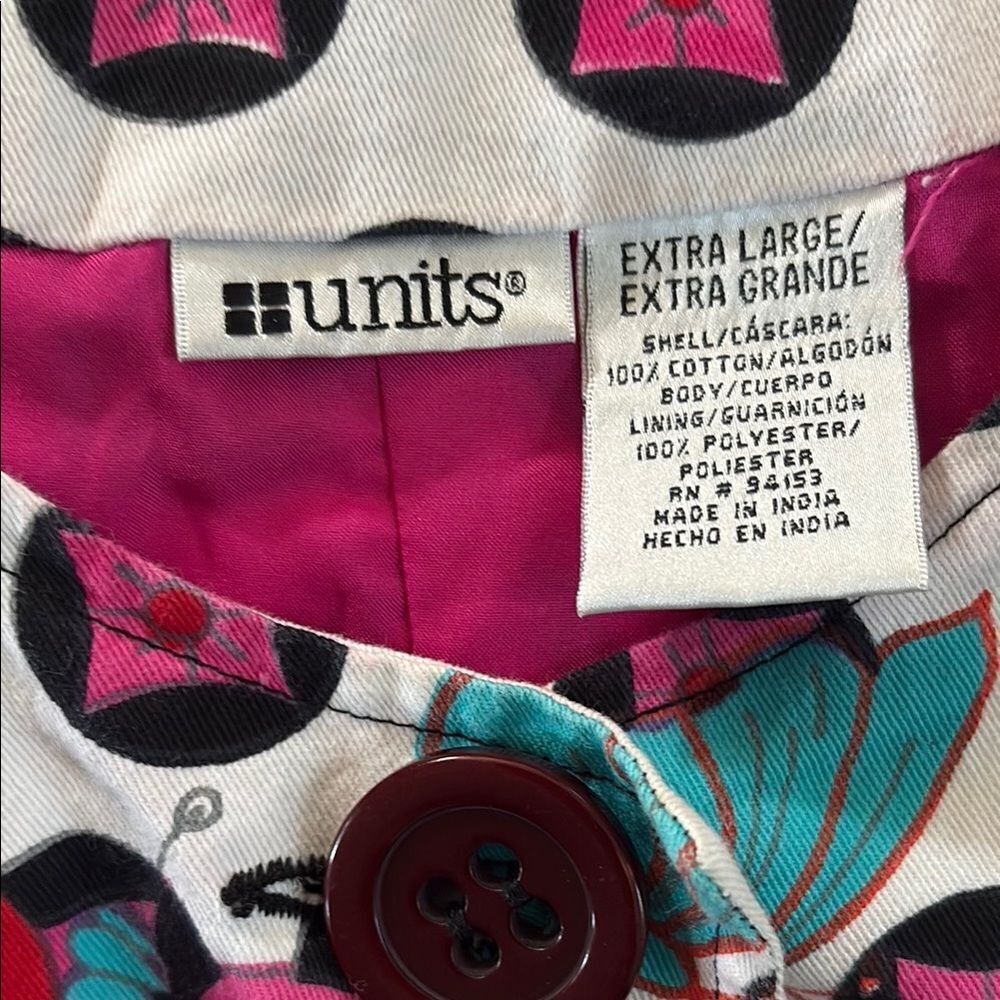 units®
EXTRA LARGE/
EXTRA GRANDE
SHELL/CÁSCARA:
100% COTTON/ALGODÓN
BODY/CUERPO
LINING/GUARNICIÓN
100% POLYESTER/
POLIESTER
RN # 94153
MADE IN INDIA
HECHO EN INDIA